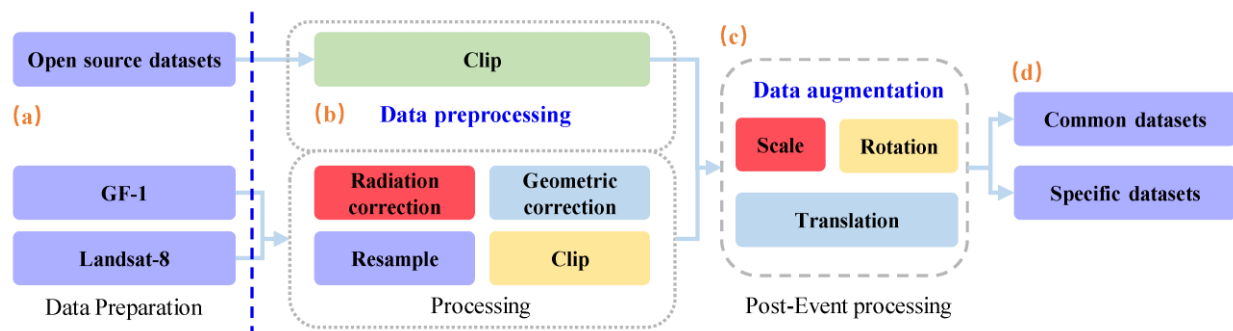 Open source datasets
(a)
GF-1
Landsat-8
Data Preparation
Clip
(b)
Data preprocessing
Radiation
correction
Geometric
correction
Resample
Clip
Processing
(c)
Data augmentation
Scale
Rotation
Translation
Post-Event processing
(d)
Common datasets
Specific datasets